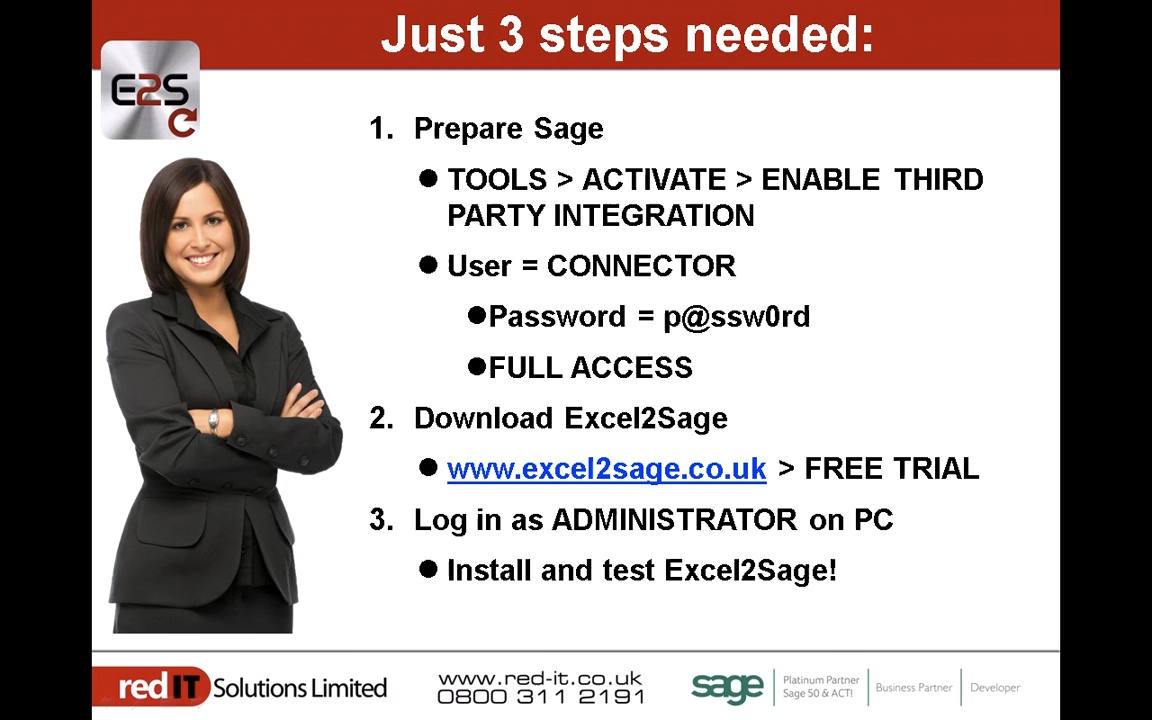 Just 3 steps needed:
E2S
1. Prepare Sage
● TOOLS > ACTIVATE > ENABLE THIRD
PARTY INTEGRATION
● User = CONNECTOR
● Password = p@ssw0rd
● FULL ACCESS
2. Download Excel2Sage
● www.excel2sage.co.uk > FREE TRIAL
3. Log in as ADMINISTRATOR on PC
● Install and test Excel2Sage!
red IT Solutions Limited
www.red-it.co.uk
0800 311 2191
sage
Platinum Partner
Sage 50 & ACT!
Business Partner
Developer